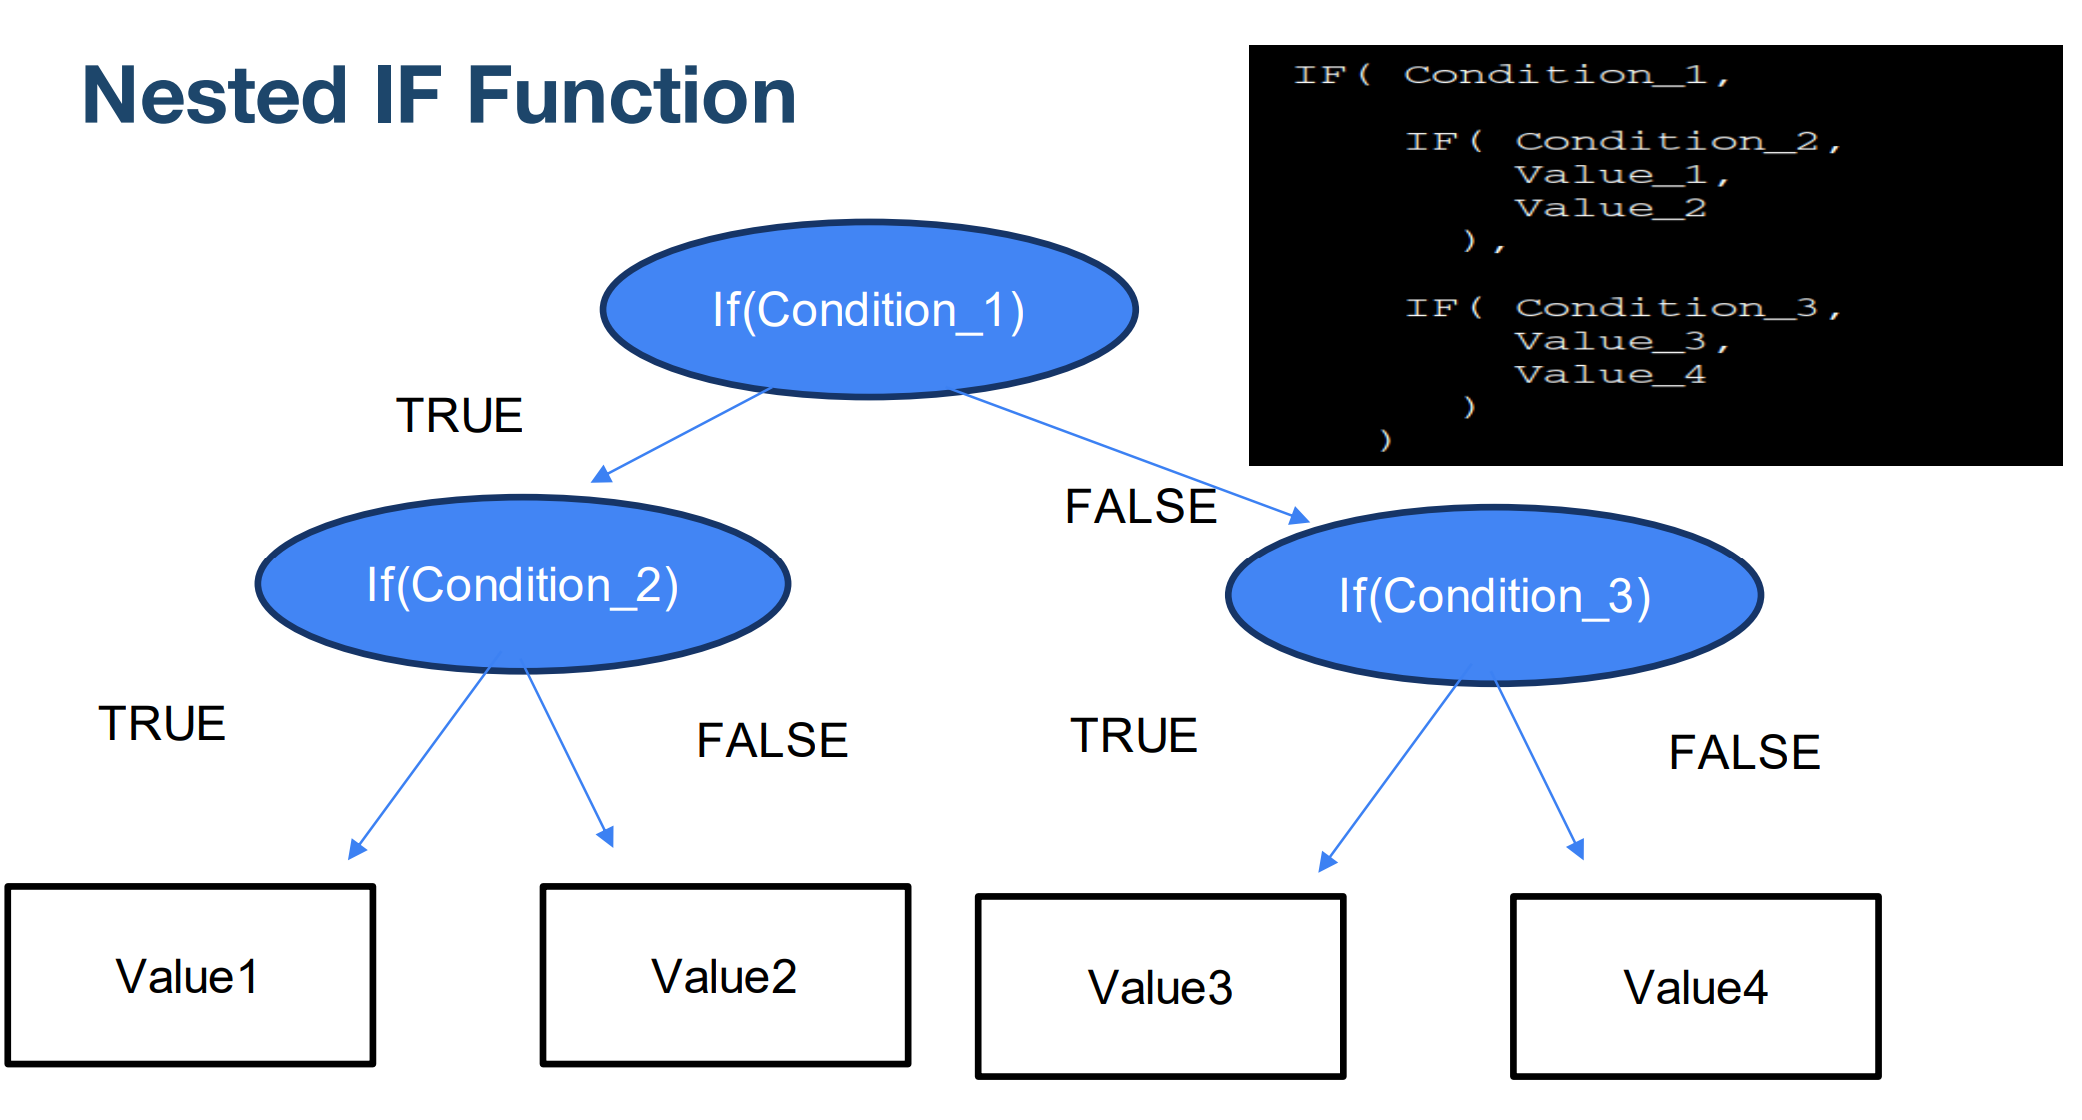 Nested IF Function
IF( Condition_1,
IF( Condition_2,
Value_1,
Value_2
),
IF( Condition_3,
Value_3,
Value_4
)
)
If(Condition_1)
TRUE
FALSE
If(Condition_2)
If(Condition_3)
TRUE
FALSE
TRUE
FALSE
Value1
Value2
Value3
Value4